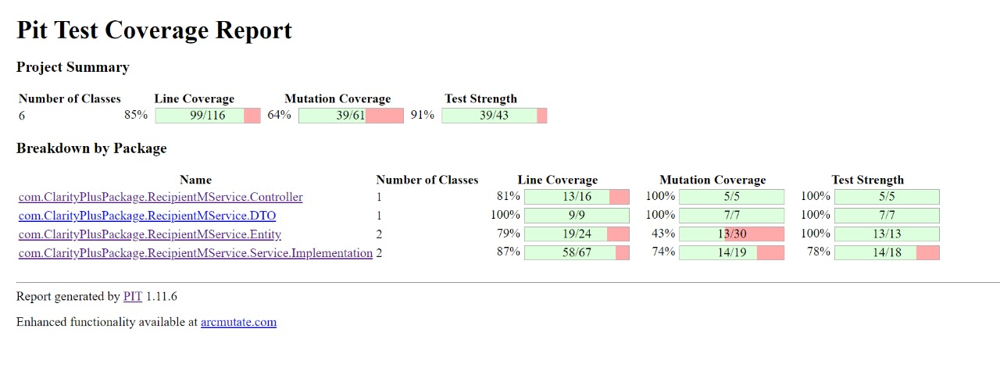 Pit Test Coverage Report
Project Summary
Number of Classes Line Coverage Mutation Coverage Test Strength
6 85% 99/116 64% 39/61 91% 39/43
Breakdown by Package
Name Number of Classes Line Coverage Mutation Coverage Test Strength
com.ClarityPlusPackage.RecipientMService.Controller 1 81% 13/16 100% 5/5 100% 5/5
com.ClarityPlusPackage.RecipientMService.DTO 1 100% 9/9 100% 7/7 100% 7/7
com.ClarityPlusPackage.RecipientMService.Entity 2 79% 19/24 43% 13/30 100% 13/13
com.ClarityPlusPackage.RecipientMService.Service.Implementation 2 87% 58/67 74% 14/19 78% 14/18
Report generated by PIT 1.11.6
Enhanced functionality available at arcmutate.com